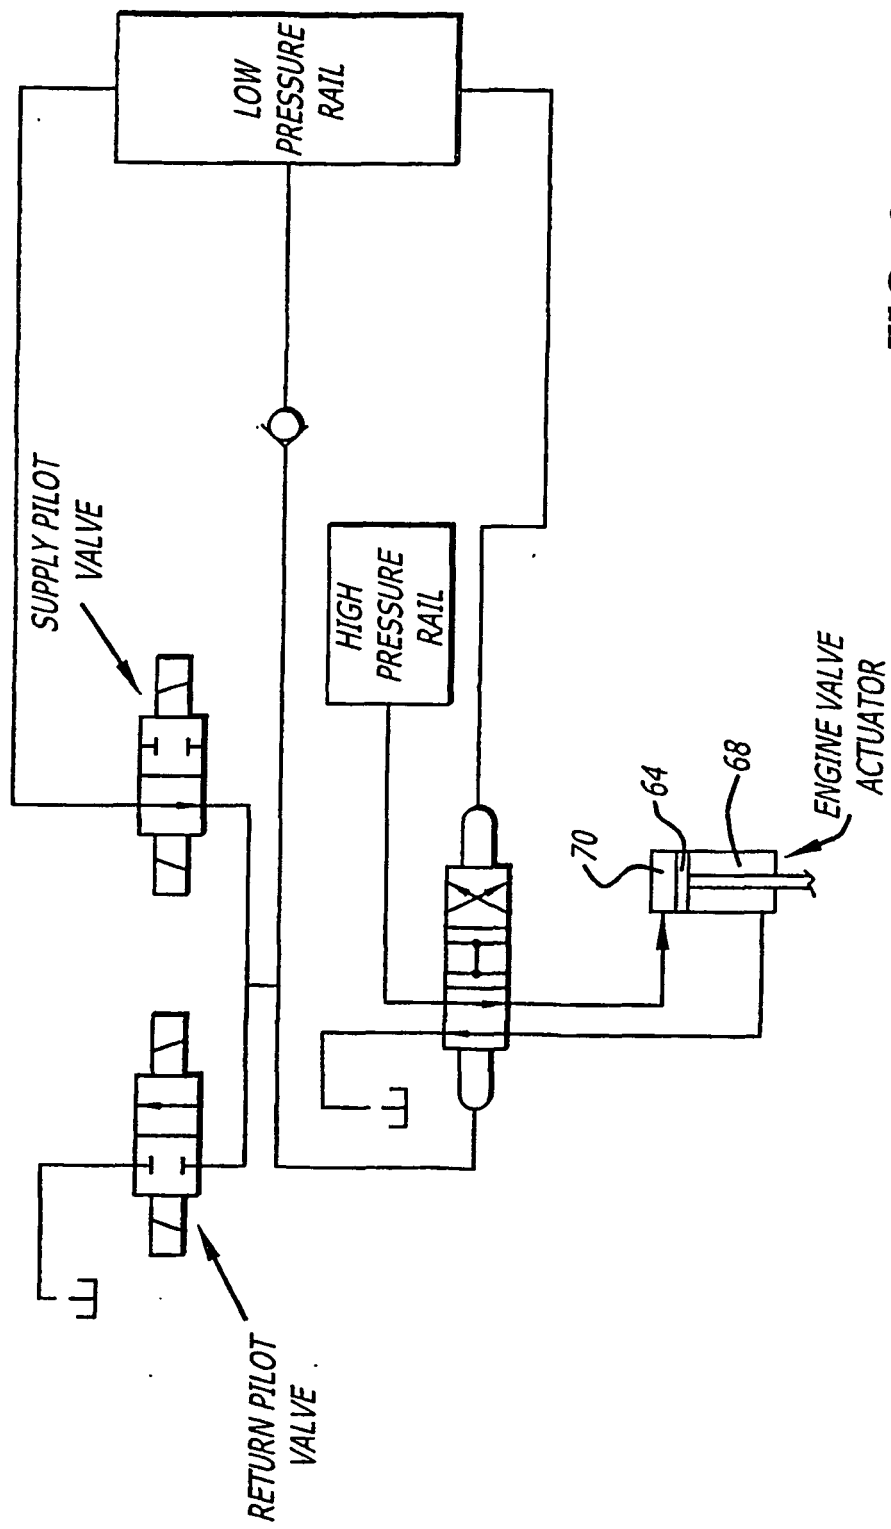 RETURN PILOT
VALVE
SUPPLY PILOT
VALVE
LOW
PRESSURE
RAIL
HIGH
PRESSURE
RAIL
70
64
68
ENGINE VALVE
ACTUATOR